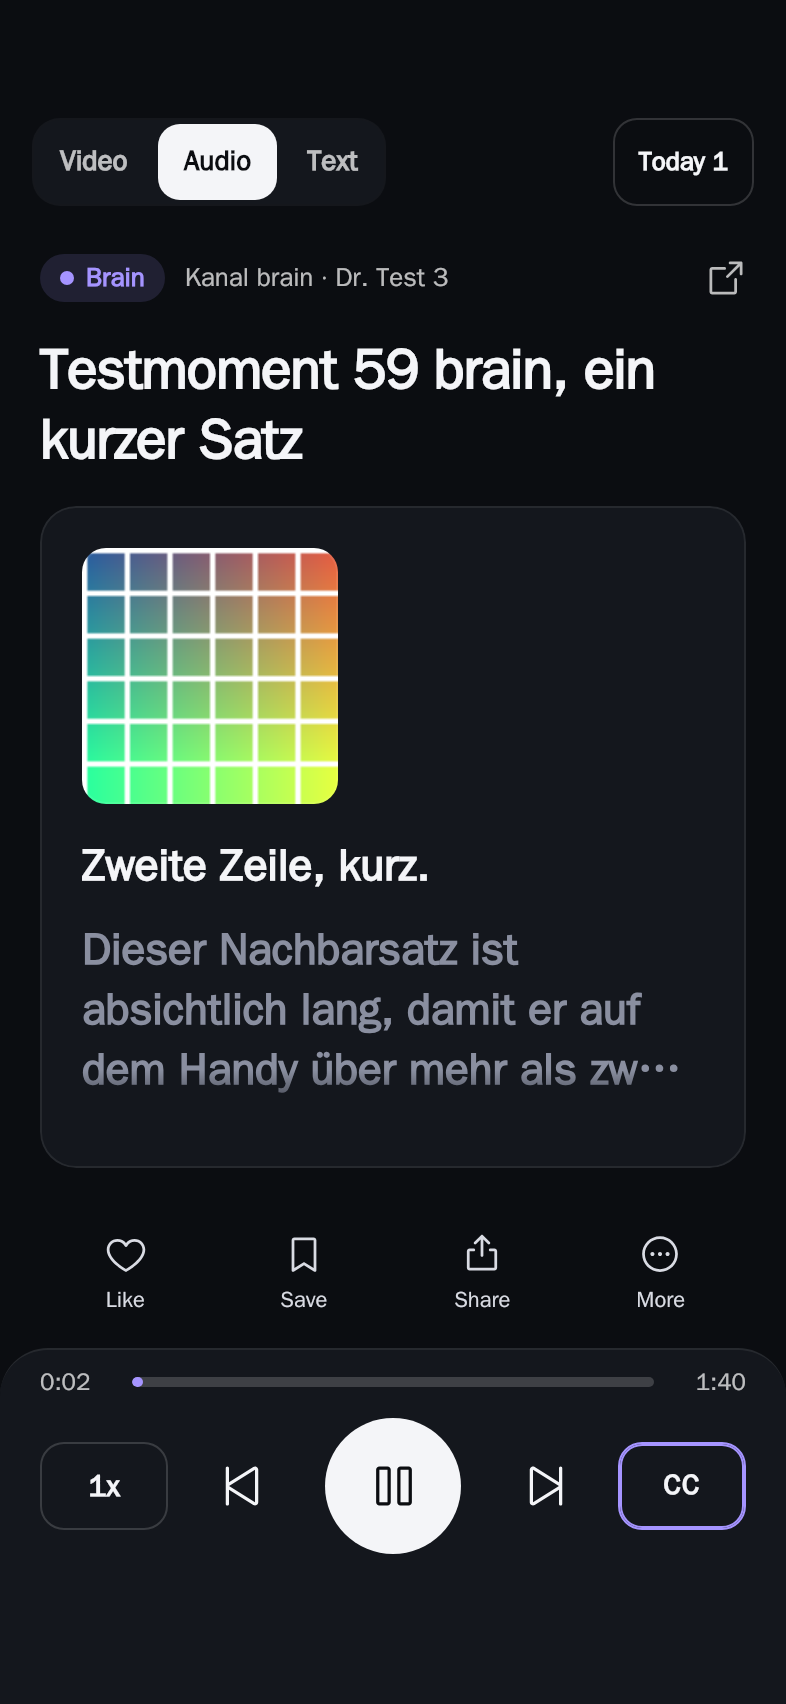 Video Audio Text Today 1
Brain Kanal brain · Dr. Test 3
Testmoment 59 brain, ein
kurzer Satz
Zweite Zeile, kurz.
Dieser Nachbarsatz ist
absichtlich lang, damit er auf
dem Handy über mehr als zw…
Like Save Share More
0:02 1:40
1x CC